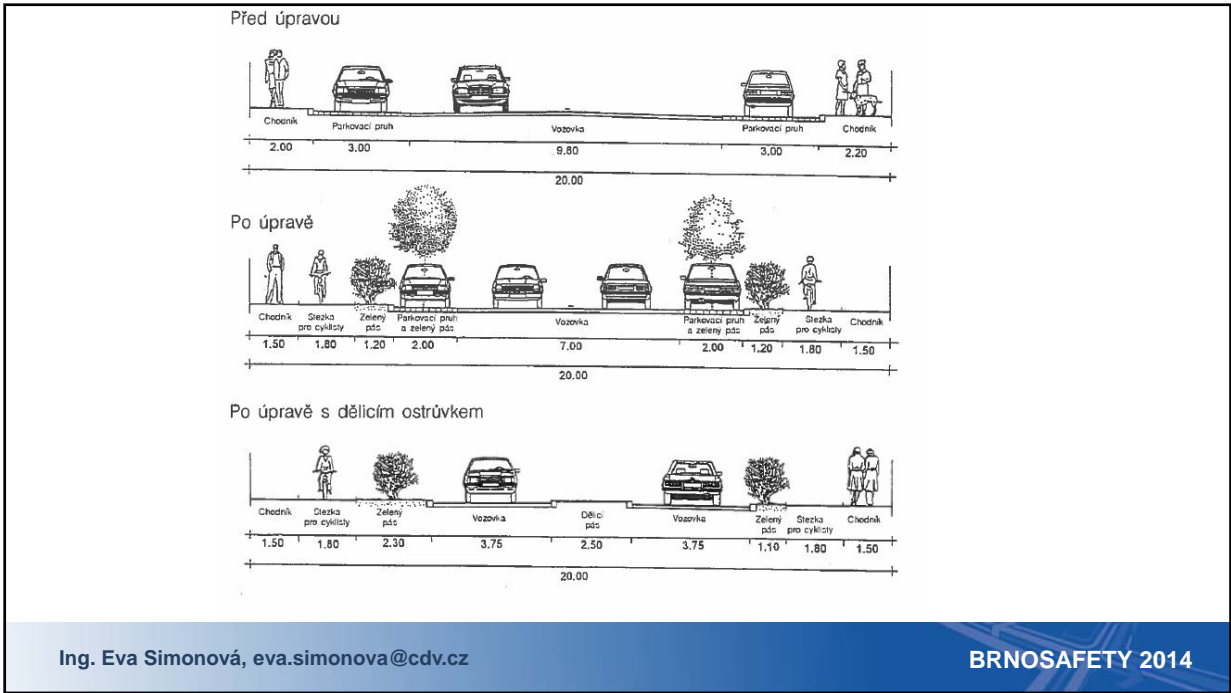 Před úpravou
Chodník Parkovací pruh Vozovka Parkovací pruh Chodník
2.00 3.00 9.80 3.00 2.20
20.00
Po úpravě
Chodník Stezka Zelený Parkovací pruh Vozovka Parkovací pruh Zelený Stezka Chodník
pro cyklisty pás a zelený pás a zelený pás pás pro cyklisty
1.50 1.80 1.20 2.00 7.00 2.00 1.20 1.80 1.50
20.00
Po úpravě s dělicím ostrůvkem
Chodník Stezka Zelený Vozovka Dělicí Vozovka Zelený Stezka Chodník
pro cyklisty pás pás pás pro cyklisty
1.50 1.80 2.30 3.75 2.50 3.75 1.10 1.80 1.50
20.00
Ing. Eva Simonová, eva.simonova@cdv.cz BRNOSAFETY 2014